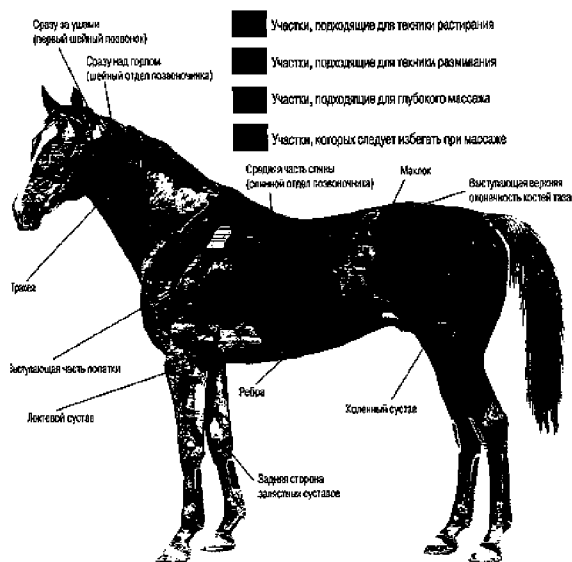 Сразу за ушами
(первый шейный позвонок)
Сразу над горлом
(шейный отдел позвоночника)
Участки, подходящие для техники растирания
Участки, подходящие для техники разминания
Участки, подходящие для глубокого массажа
Участки, которых следует избегать при массаже
Средняя часть спины
(спинной отдел позвоночника)
Маклок
Выступающая верхняя
оконечность костей таза
Трахея
Выступающая часть лопатки
Локтевой сустав
Ребра
Коленный сустав
Задняя сторона
запястных суставов